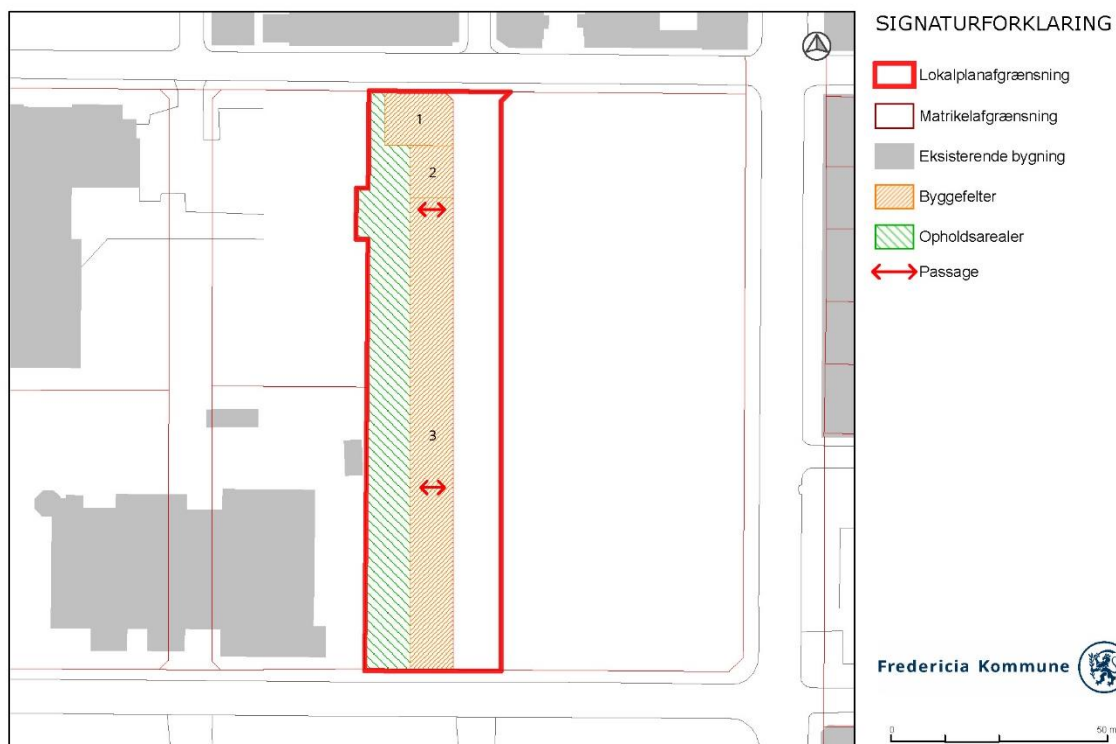 SIGNATURFORKLARING
Lokalplanafgrænsning
Matrikelafgrænsning
Eksisterende bygning
Byggefelter
Opholdsarealer
Passage
1
2
3
Fredericia Kommune
0
50 m